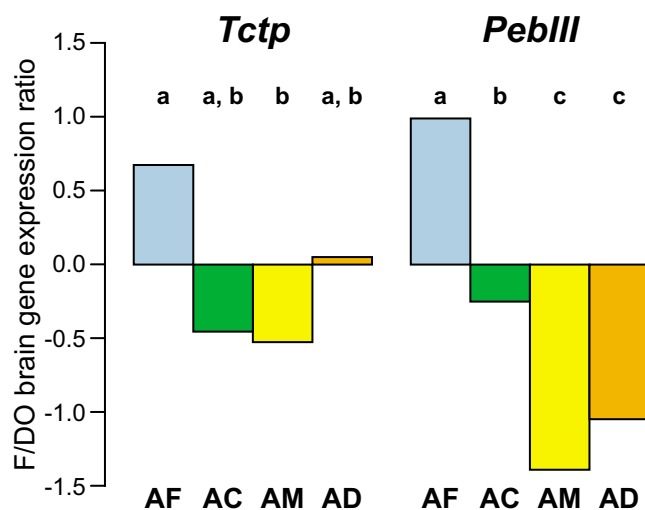 Tctp PebIII
F/DO brain gene expression ratio
1.5
1.0
0.5
0.0
-0.5
-1.0
-1.5
a a, b b a, b a b c c
AF AC AM AD AF AC AM AD